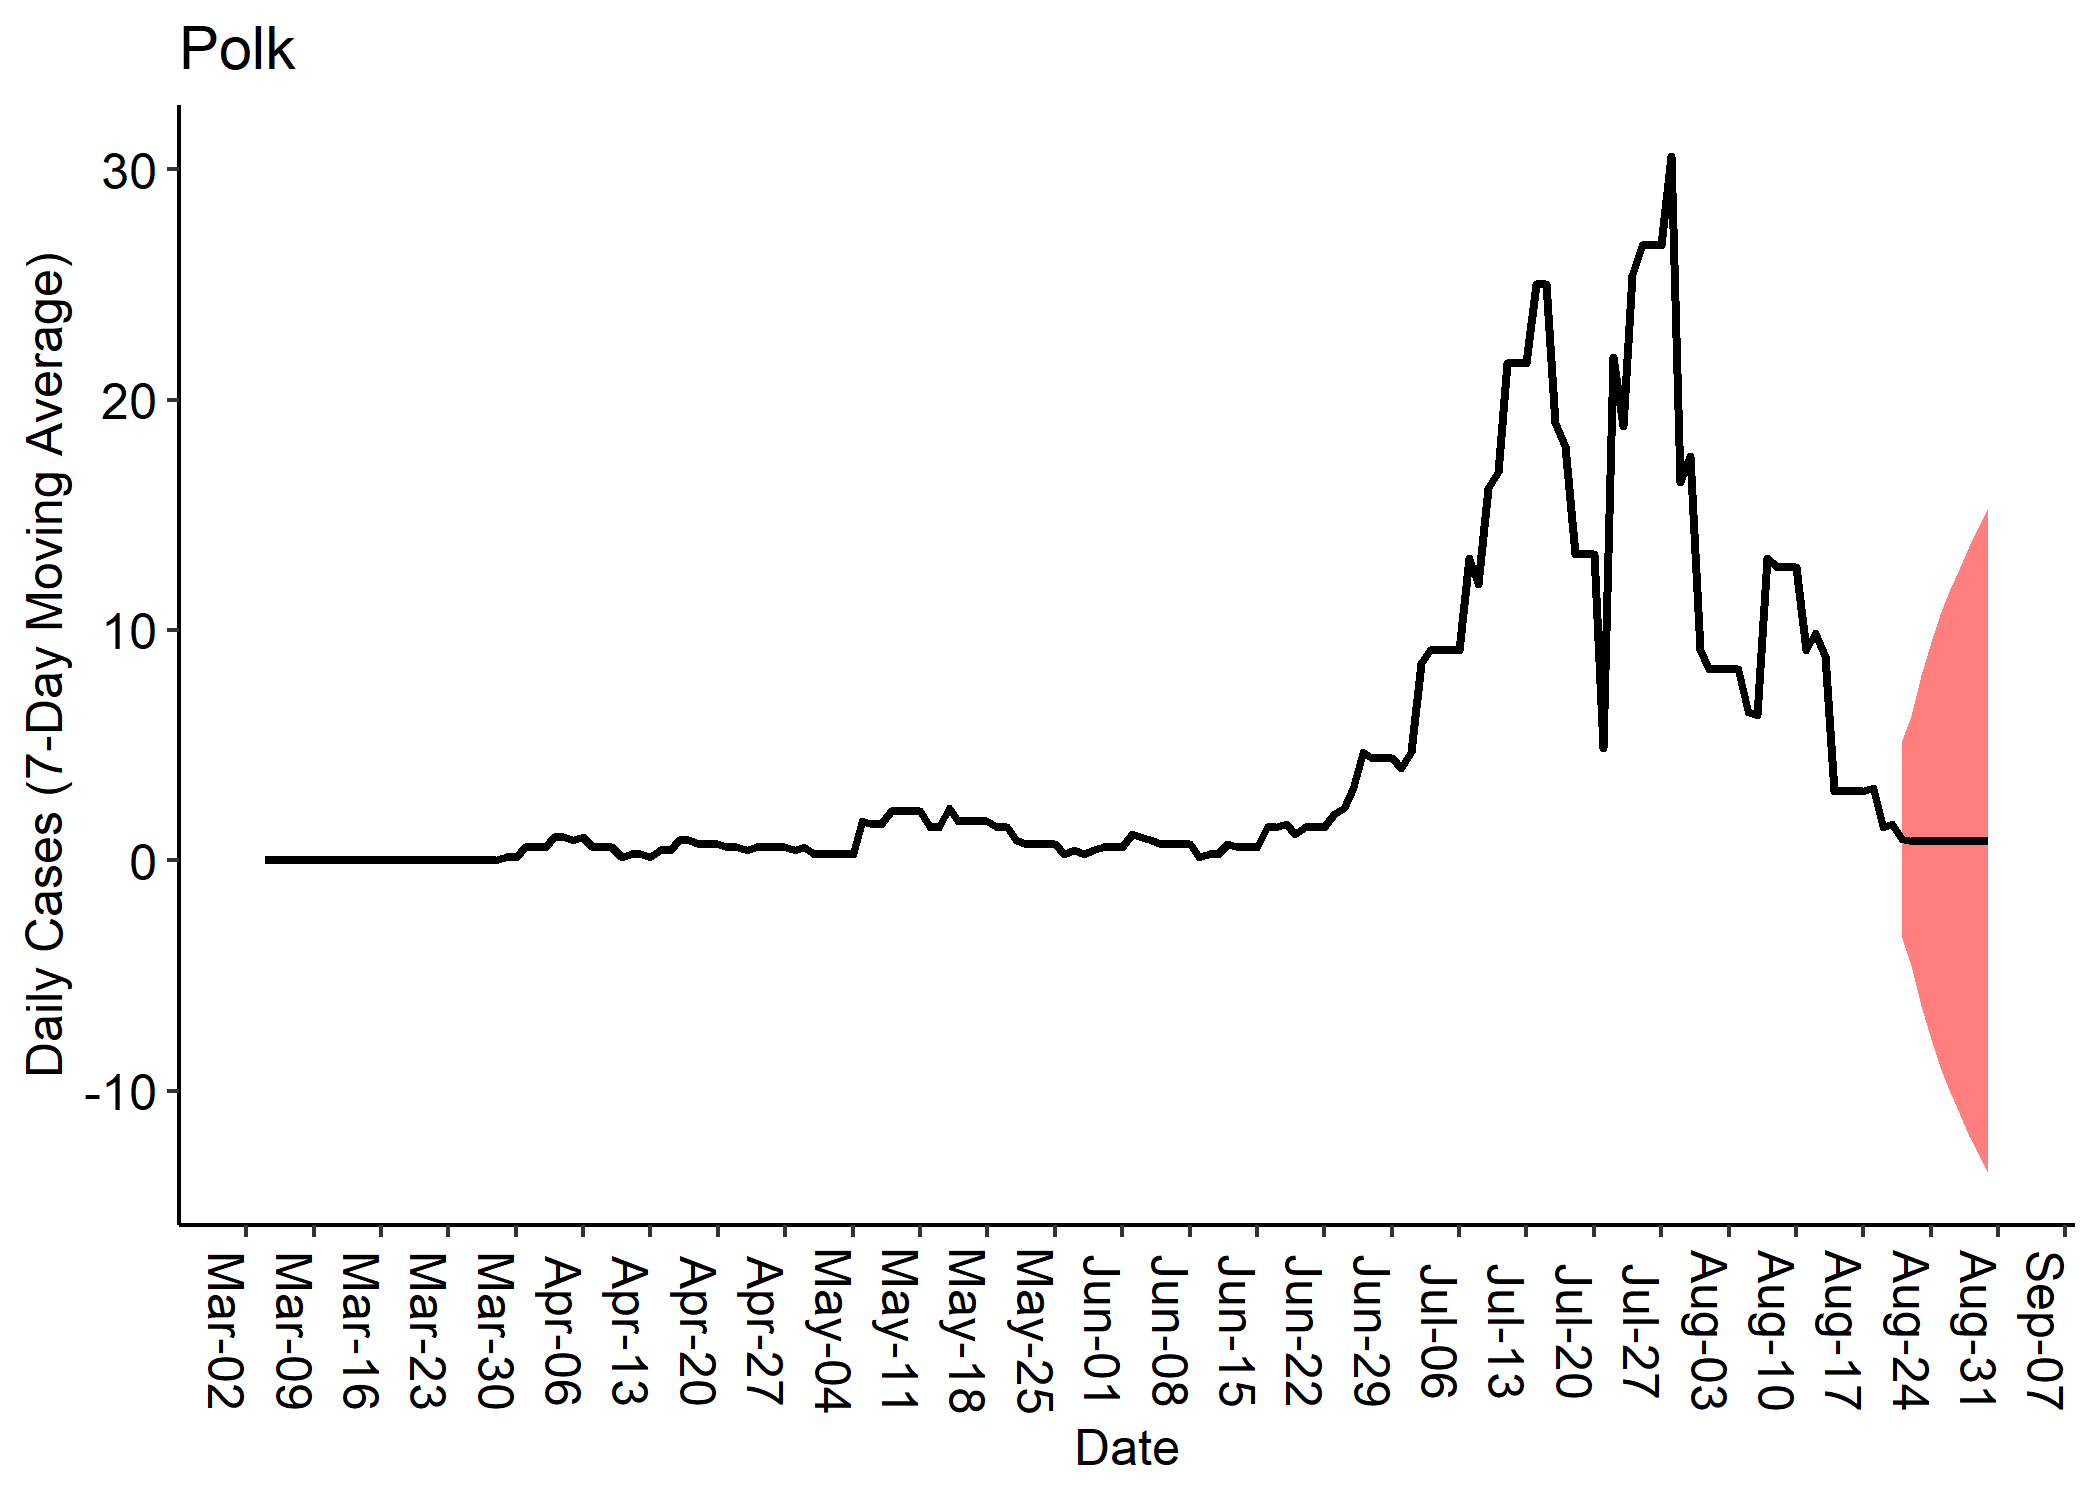 Polk
Daily Cases (7-Day Moving Average)
30
20
10
0
-10
Mar-02
Mar-09
Mar-16
Mar-23
Mar-30
Apr-06
Apr-13
Apr-20
Apr-27
May-04
May-11
May-18
May-25
Jun-01
Jun-08
Jun-15
Jun-22
Jun-29
Jul-06
Jul-13
Jul-20
Jul-27
Aug-03
Aug-10
Aug-17
Aug-24
Aug-31
Sep-07
Date